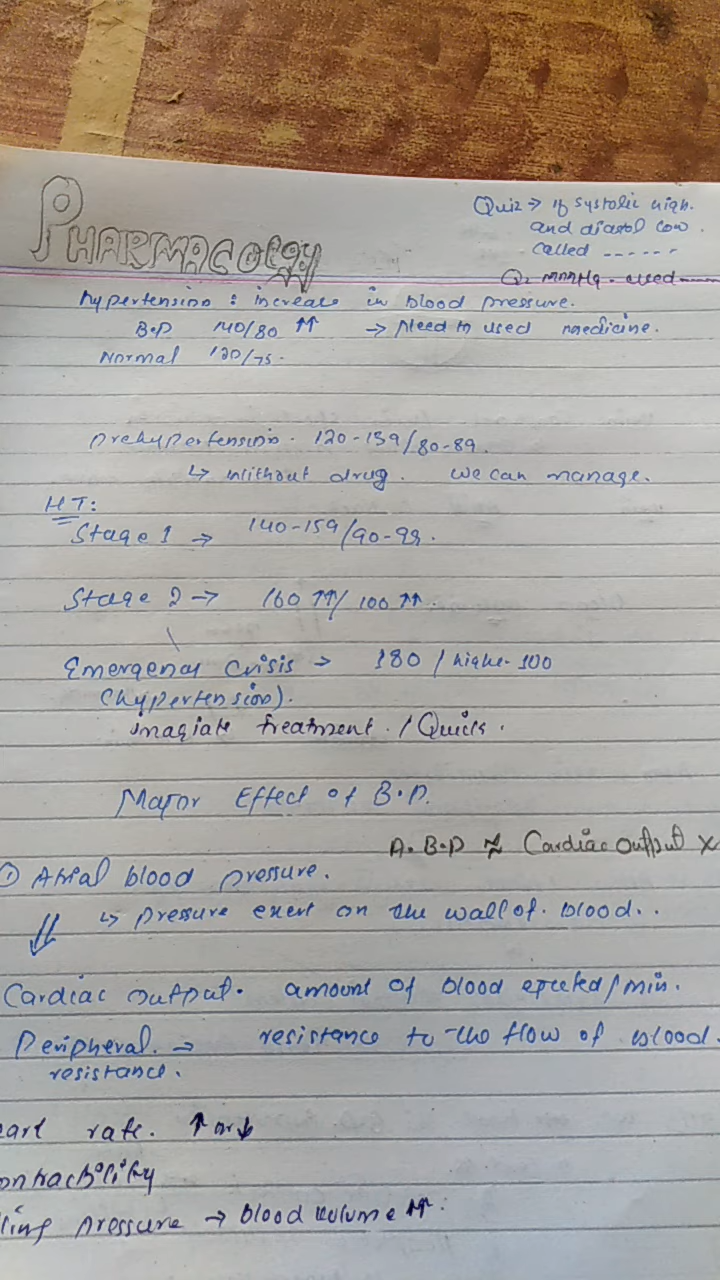 PHARMACOLOGY
Quiz → If systolic high.
and diastol low.
called ------
Q2 mmHg. used ---
hypertension : increase in blood pressure.
B.P 140/80 ↑↑ → Need to used medicine.
Normal 120/75.
Prehypertension. 120-139/80-89.
↳ without drug. we can manage.
HT:
Stage 1 → 140-159/90-99.
Stage 2 → 160 ↑↑/ 100 ↑↑.
Emergency Crisis → 180 / higher 100
(hypertension).
treatment. / Quick.
Major Effect of B.P.
A. B.P ≈ Cardiac output x
① blood pressure.
↳ pressure exert on the wall of. blood..
Cardiac output. amount of blood /min.
Peripheral. → resistance to the flow of blood.
resistance.
eart rate. ↑ or ↓
ontractility
lling pressure → blood volume ↑↑.